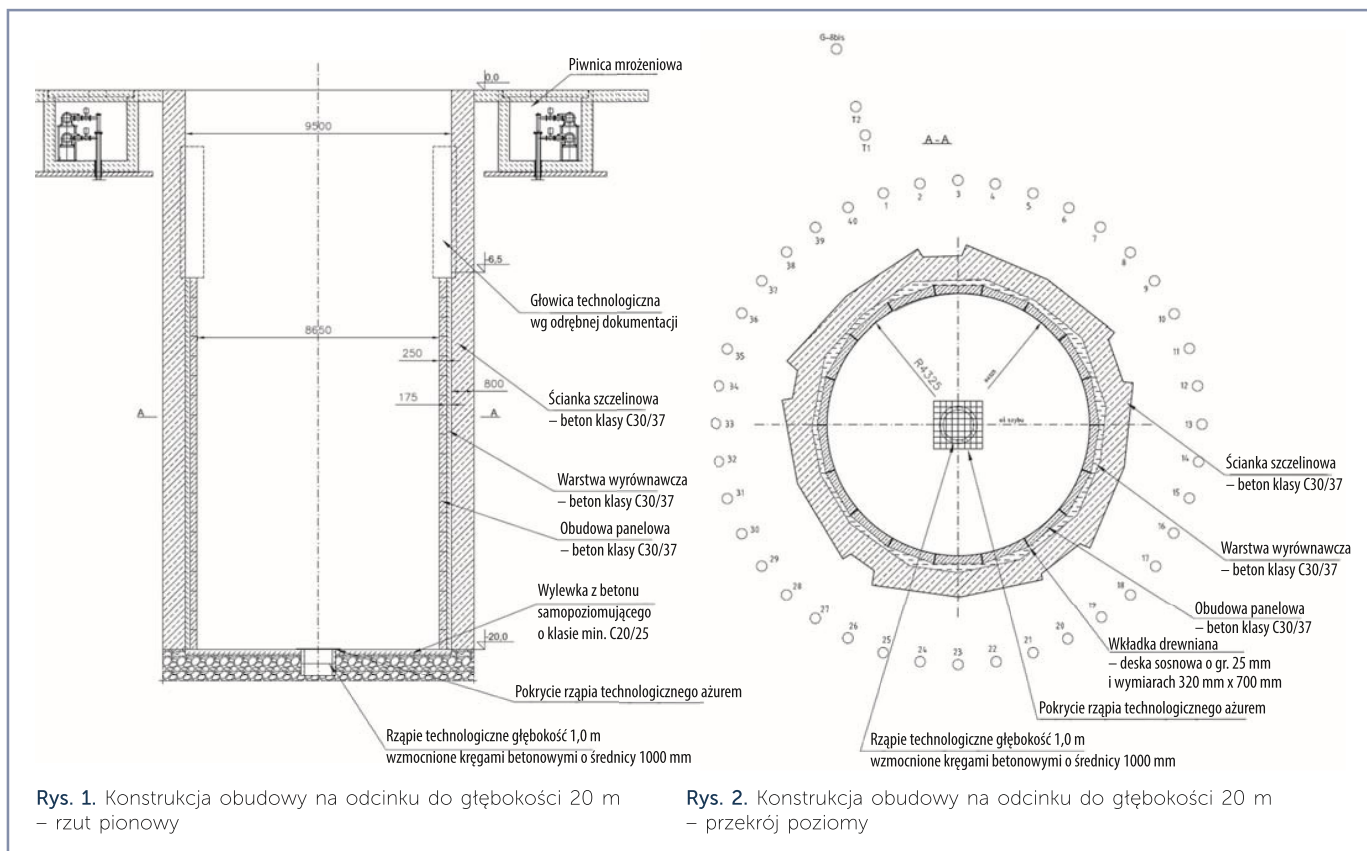 Piwnica mrożeniowa
0,0
9500
-6,5
Głowica technologiczna
wg odrębnej dokumentacji
8650
250
800
175
A
A
Ścianka szczelinowa
– beton klasy C30/37
Warstwa wyrównawcza
– beton klasy C30/37
Obudowa panelowa
– beton klasy C30/37
Wylewka z betonu
samopoziomującego
o klasie min. C20/25
-20,0
Pokrycie rząpia technologicznego ażurem
Rząpie technologiczne głębokość 1,0 m
wzmocnione kręgami betonowymi o średnicy 1000 mm
Rys. 1. Konstrukcja obudowy na odcinku do głębokości 20 m
– rzut pionowy
G-8bis
T2
T1
A-A
1
2
3
4
5
6
7
8
9
10
11
12
13
14
15
16
17
18
19
20
21
22
23
24
25
26
27
28
29
30
31
32
33
34
35
36
37
38
39
40
R4325
R4325
oś szybu
Ścianka szczelinowa
– beton klasy C30/37
Warstwa wyrównawcza
– beton klasy C30/37
Obudowa panelowa
– beton klasy C30/37
Wkładka drewniana
– deska sosnowa o gr. 25 mm
i wymiarach 320 mm x 700 mm
Pokrycie rząpia technologicznego ażurem
Rząpie technologiczne głębokość 1,0 m
wzmocnione kręgami betonowymi o średnicy 1000 mm
Rys. 2. Konstrukcja obudowy na odcinku do głębokości 20 m
– przekrój poziomy